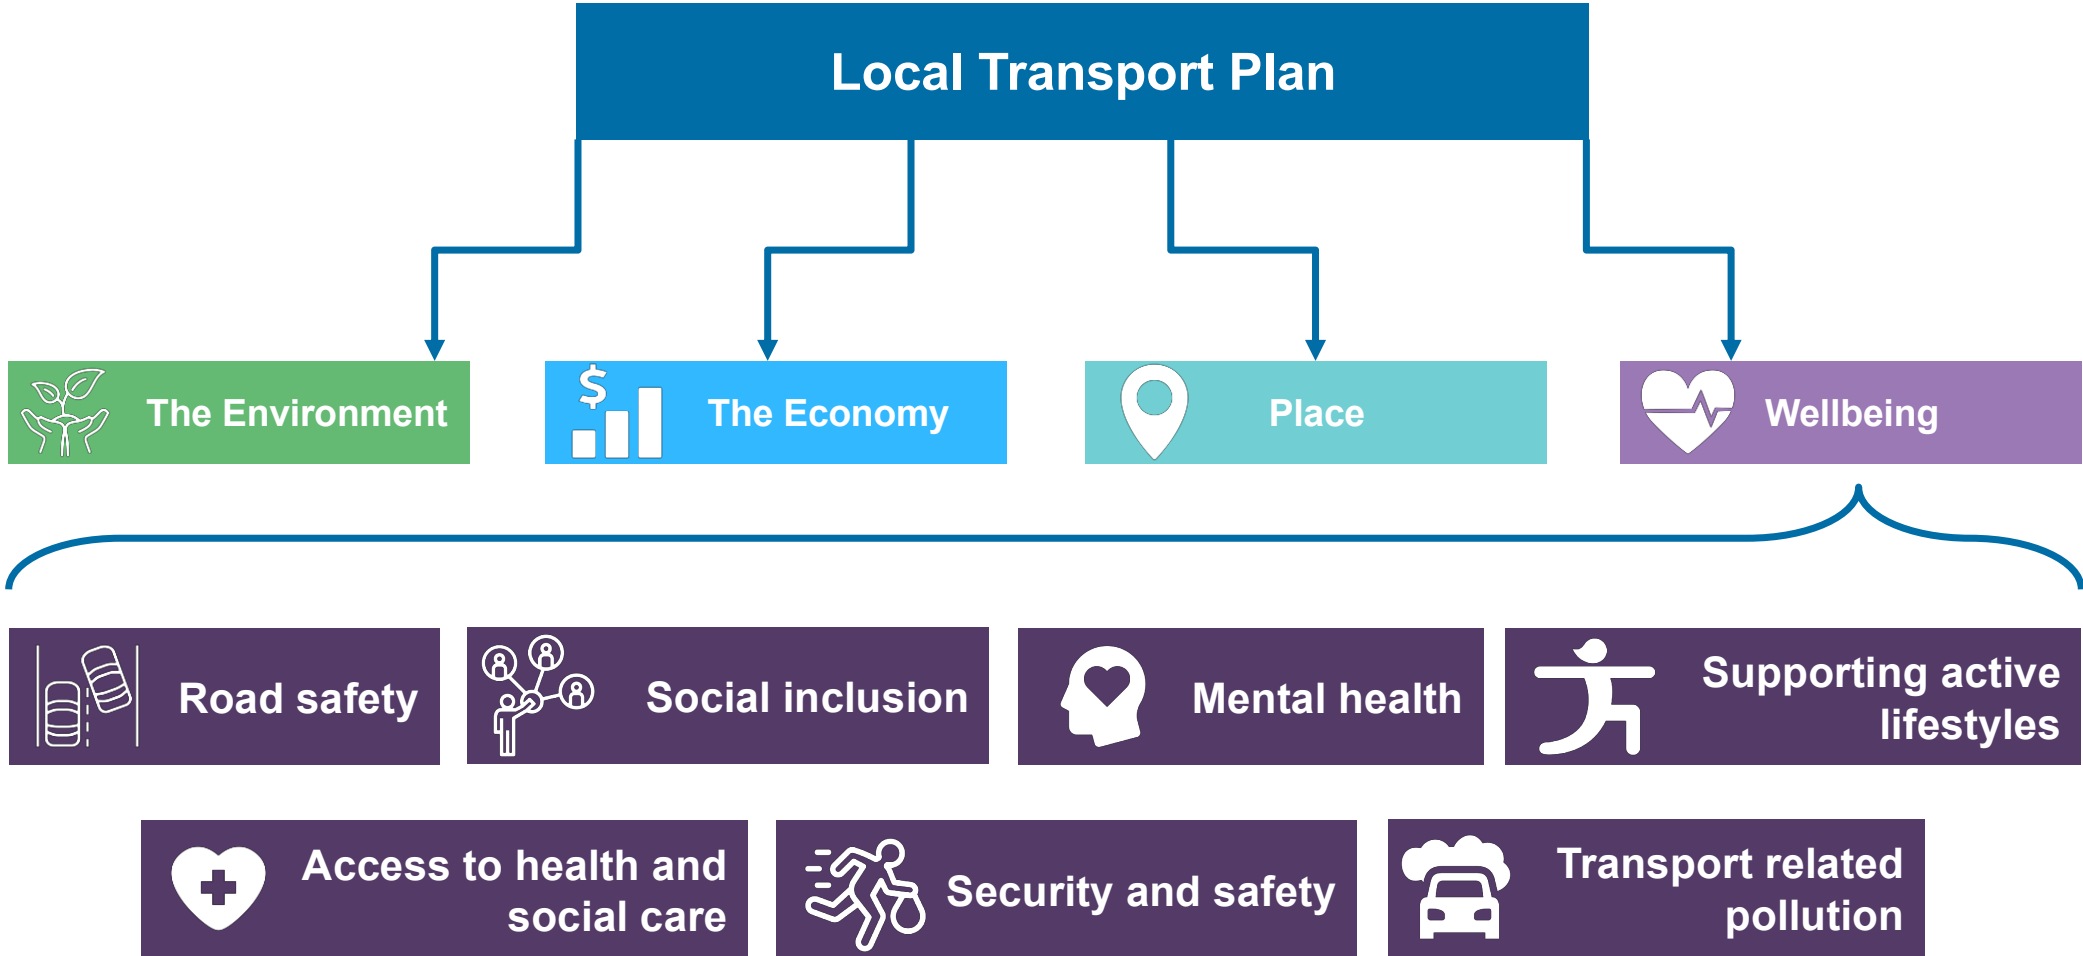 Local Transport Plan
The Environment
$
The Economy
Place
Wellbeing
Road safety
Social inclusion
Mental health
Supporting active
lifestyles
Access to health and
social care
Security and safety
Transport related
pollution